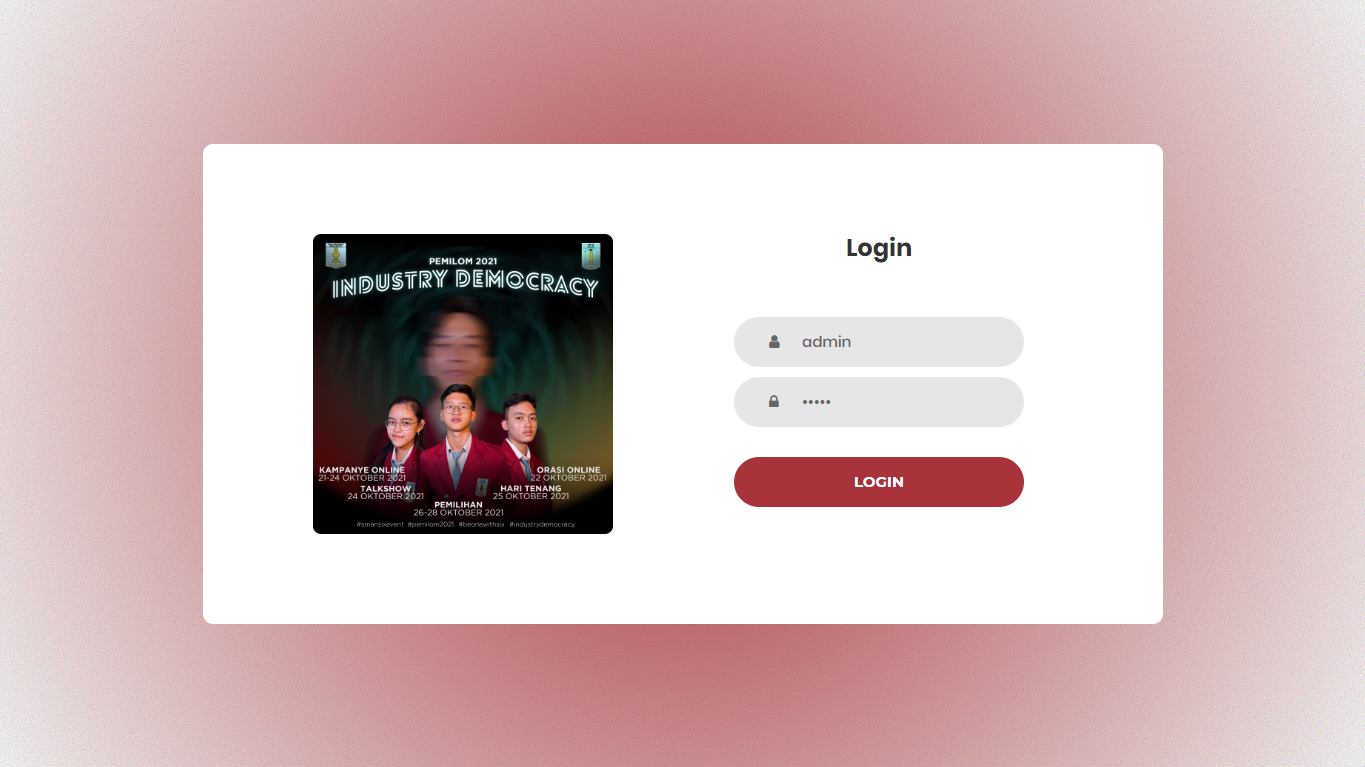 PEMILOM 2021
INDUSTRY DEMOCRACY
KAMPANYE ONLINE
21-24 OKTOBER 2021
ORASI ONLINE
22 OKTOBER 2021
TALKSHOW
24 OKTOBER 2021
HARI TENANG
25 OKTOBER 2021
PEMILIHAN
26-28 OKTOBER 2021
#smansixevent #pemilom2021 #beonewithsix #industrydemocracy
Login
admin
•••••
LOGIN